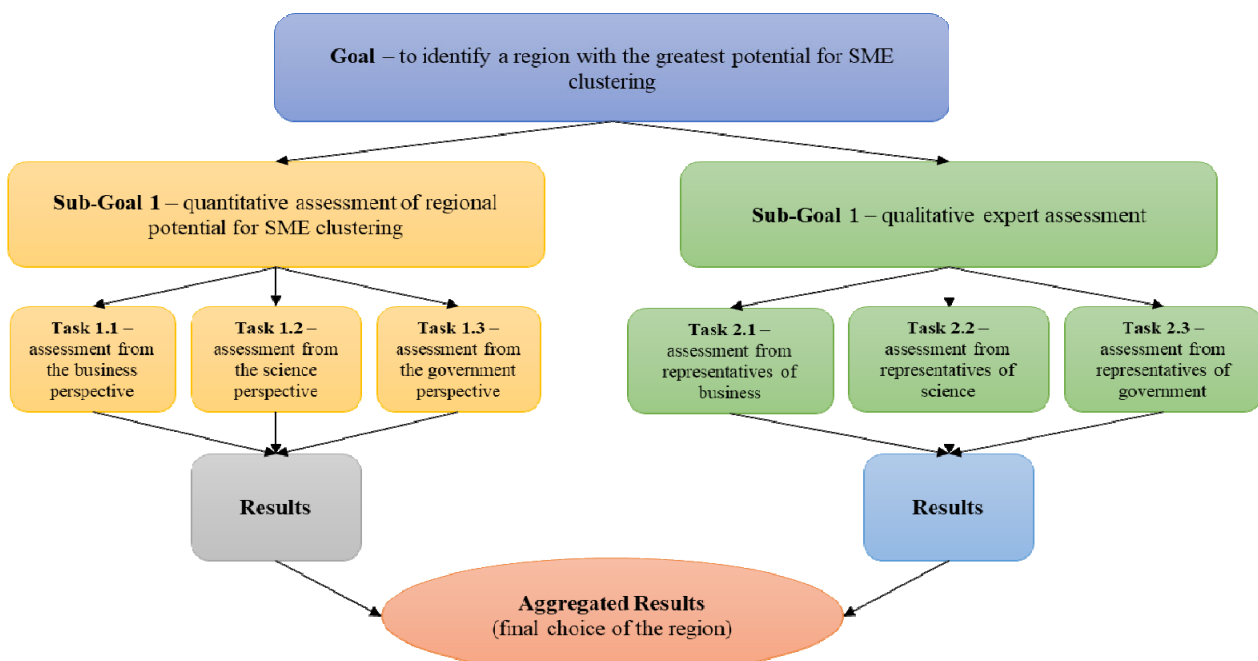 Goal – to identify a region with the greatest potential for SME
clustering
Sub-Goal 1 – quantitative assessment of regional
potential for SME clustering
Sub-Goal 1 – qualitative expert assessment
Task 1.1 –
assessment from
the business
perspective
Task 1.2 –
assessment from
the science
perspective
Task 1.3 –
assessment from
the government
perspective
Task 2.1 –
assessment from
representatives of
business
Task 2.2 –
assessment from
representatives of
science
Task 2.3 –
assessment from
representatives of
government
Results
Results
Aggregated Results
(final choice of the region)